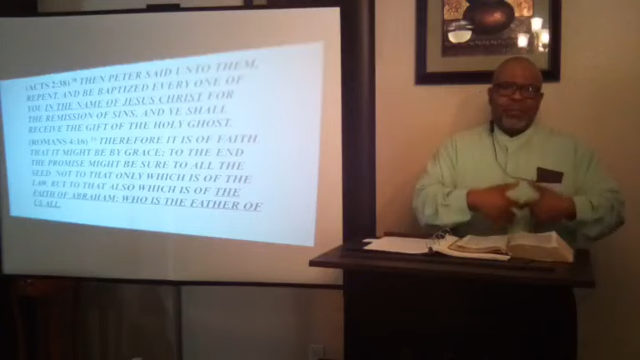 (ACTS 2:38) 38 THEN PETER SAID UNTO THEM,
REPENT, AND BE BAPTIZED EVERY ONE OF
YOU IN THE NAME OF JESUS CHRIST FOR
THE REMISSION OF SINS, AND YE SHALL
RECEIVE THE GIFT OF THE HOLY GHOST.
(ROMANS 4:16) 16 THEREFORE IT IS OF FAITH,
THAT IT MIGHT BE BY GRACE; TO THE END
THE PROMISE MIGHT BE SURE TO ALL THE
SEED; NOT TO THAT ONLY WHICH IS OF THE
LAW, BUT TO THAT ALSO WHICH IS OF THE
FAITH OF ABRAHAM; WHO IS THE FATHER OF
US ALL,